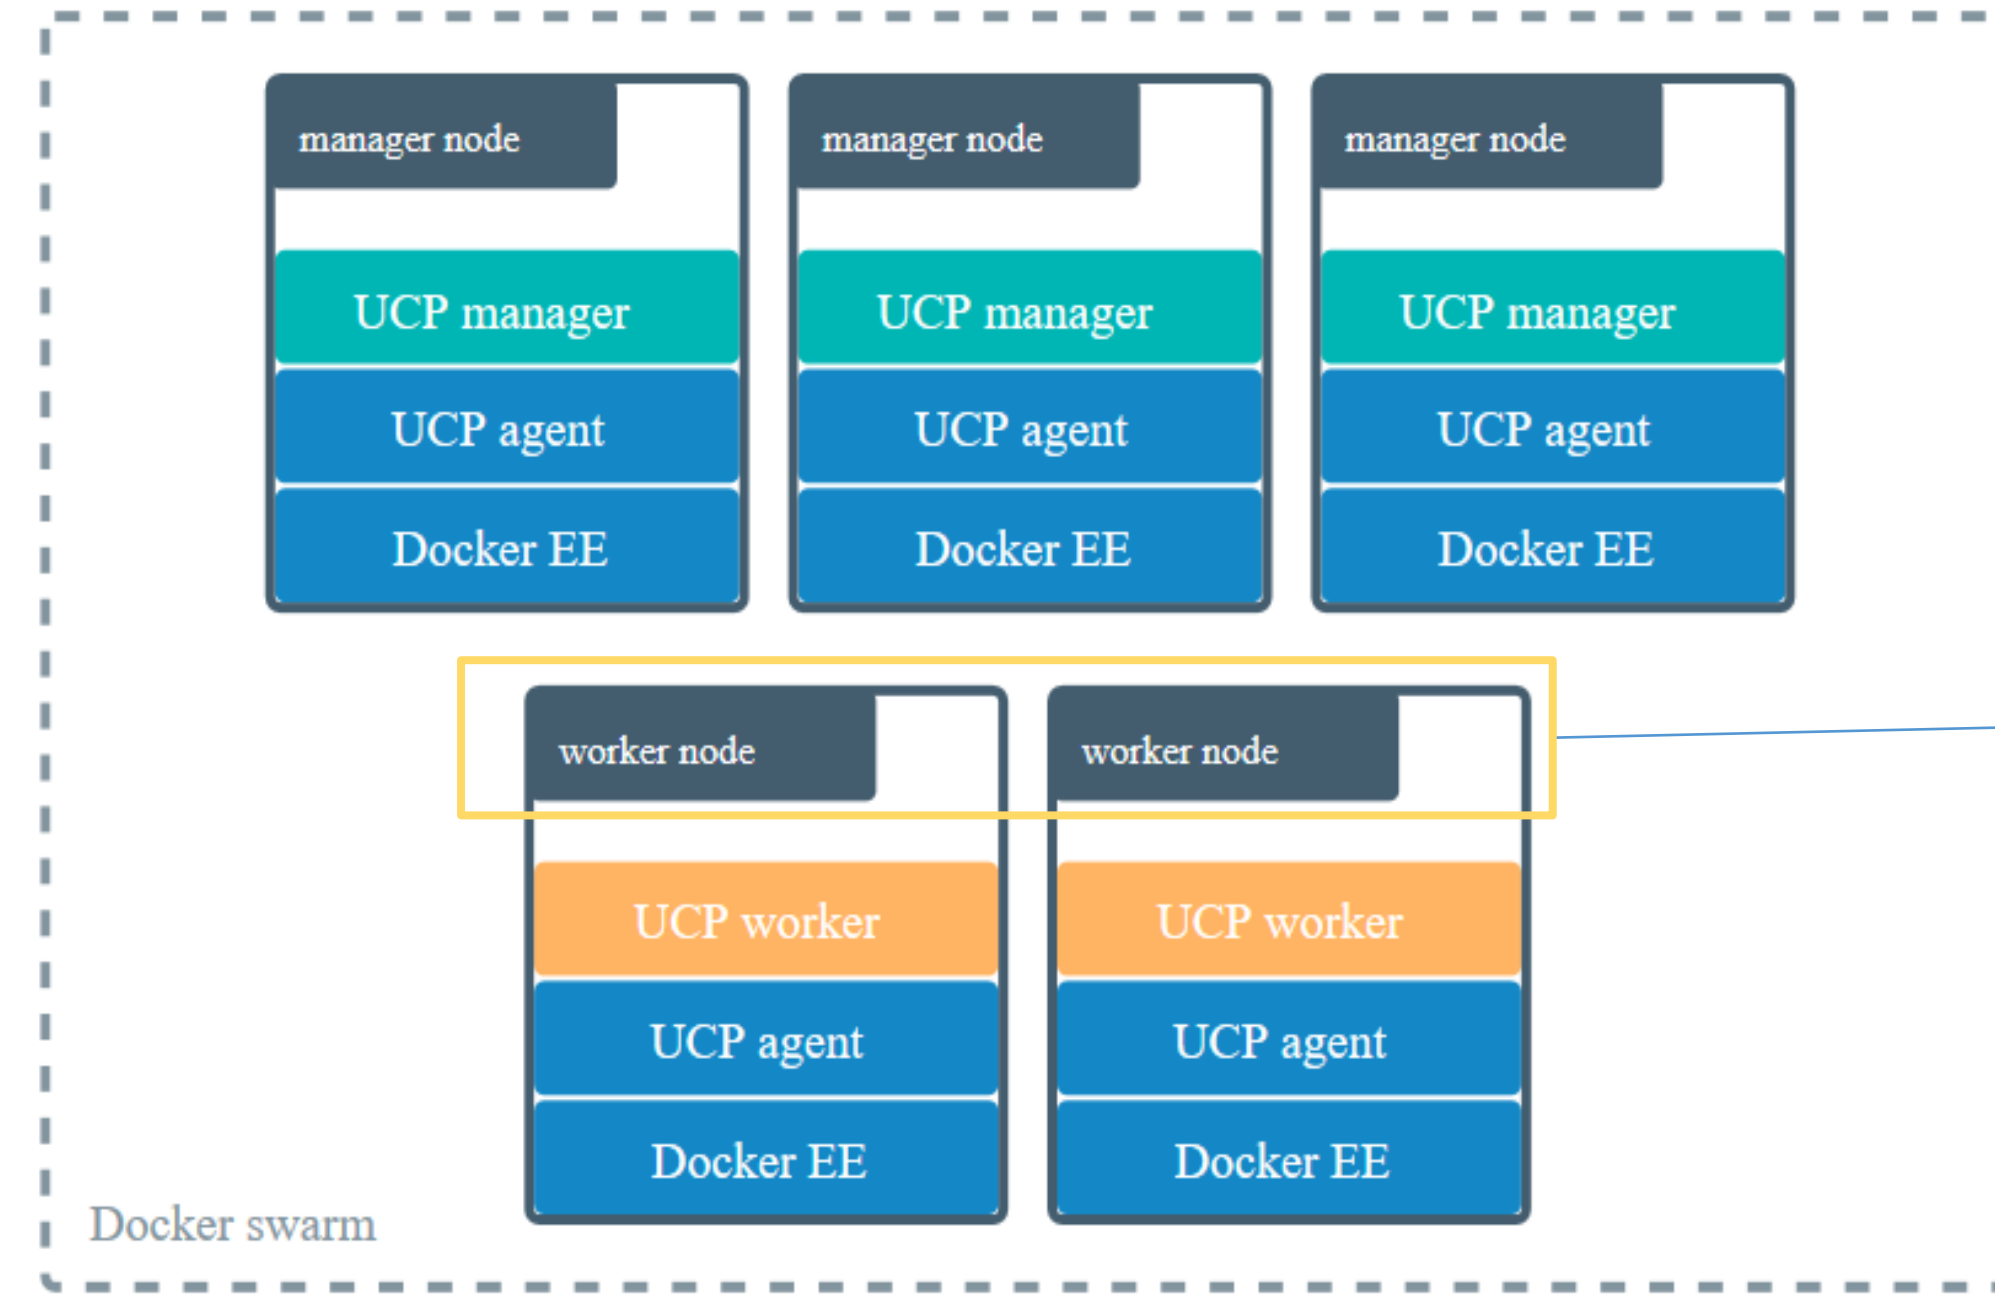 manager node
manager node
manager node
UCP manager
UCP manager
UCP manager
UCP agent
UCP agent
UCP agent
Docker EE
Docker EE
Docker EE
worker node
worker node
UCP worker
UCP worker
UCP agent
UCP agent
Docker EE
Docker EE
Docker swarm